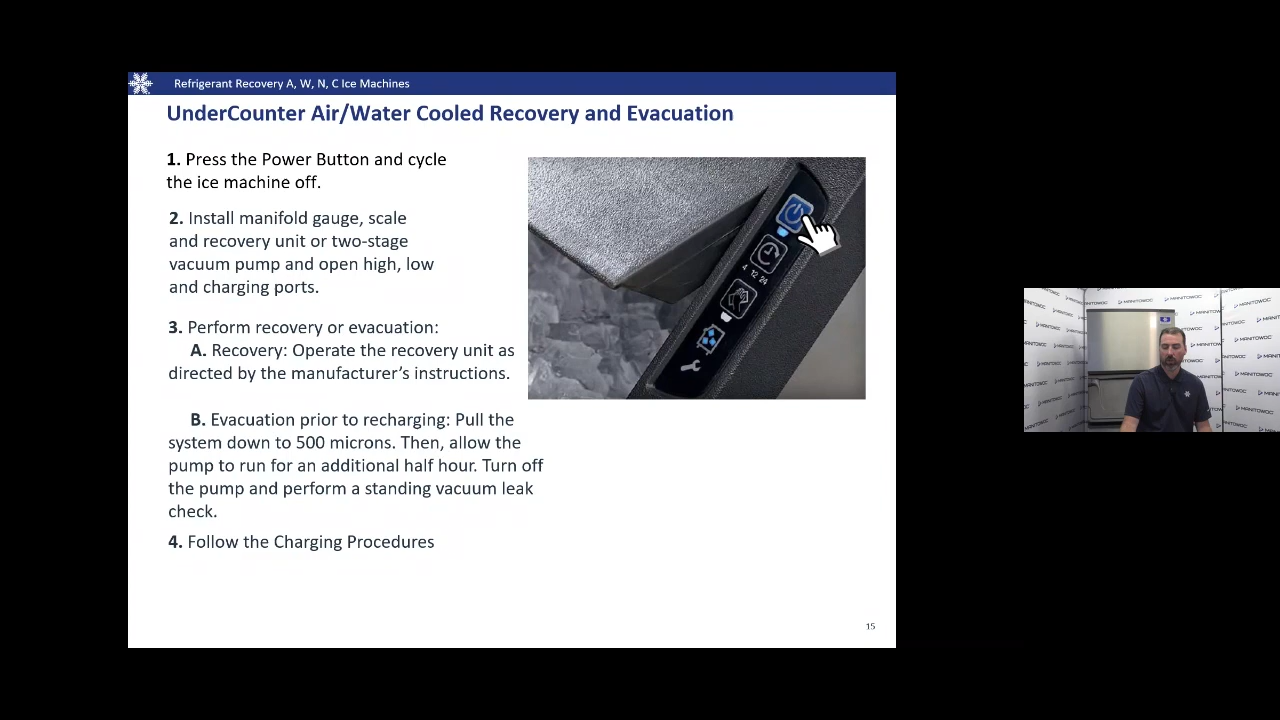 Refrigerant Recovery A, W, N, C Ice Machines
UnderCounter Air/Water Cooled Recovery and Evacuation
1. Press the Power Button and cycle
the ice machine off.
2. Install manifold gauge, scale
and recovery unit or two-stage
vacuum pump and open high, low
and charging ports.
3. Perform recovery or evacuation:
A. Recovery: Operate the recovery unit as
directed by the manufacturer’s instructions.
B. Evacuation prior to recharging: Pull the
system down to 500 microns. Then, allow the
pump to run for an additional half hour. Turn off
the pump and perform a standing vacuum leak
check.
4. Follow the Charging Procedures
4 12 24
15
MANITOWOC